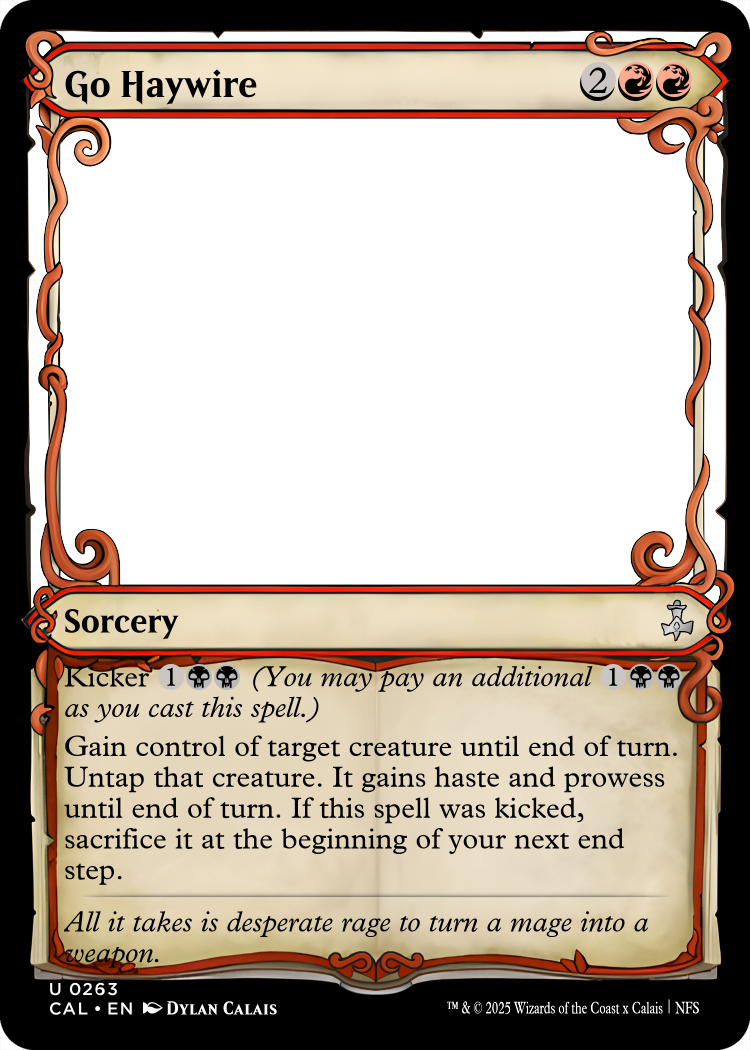 Go Haywire 2
Sorcery
Kicker 1 (You may pay an additional 1
as you cast this spell.)
Gain control of target creature until end of turn.
Untap that creature. It gains haste and prowess
until end of turn. If this spell was kicked,
sacrifice it at the beginning of your next end
step.
All it takes is desperate rage to turn a mage into a
weapon.
U 0263
CAL • EN DYLAN CALAIS
™ & © 2025 Wizards of the Coast x Calais | NFS